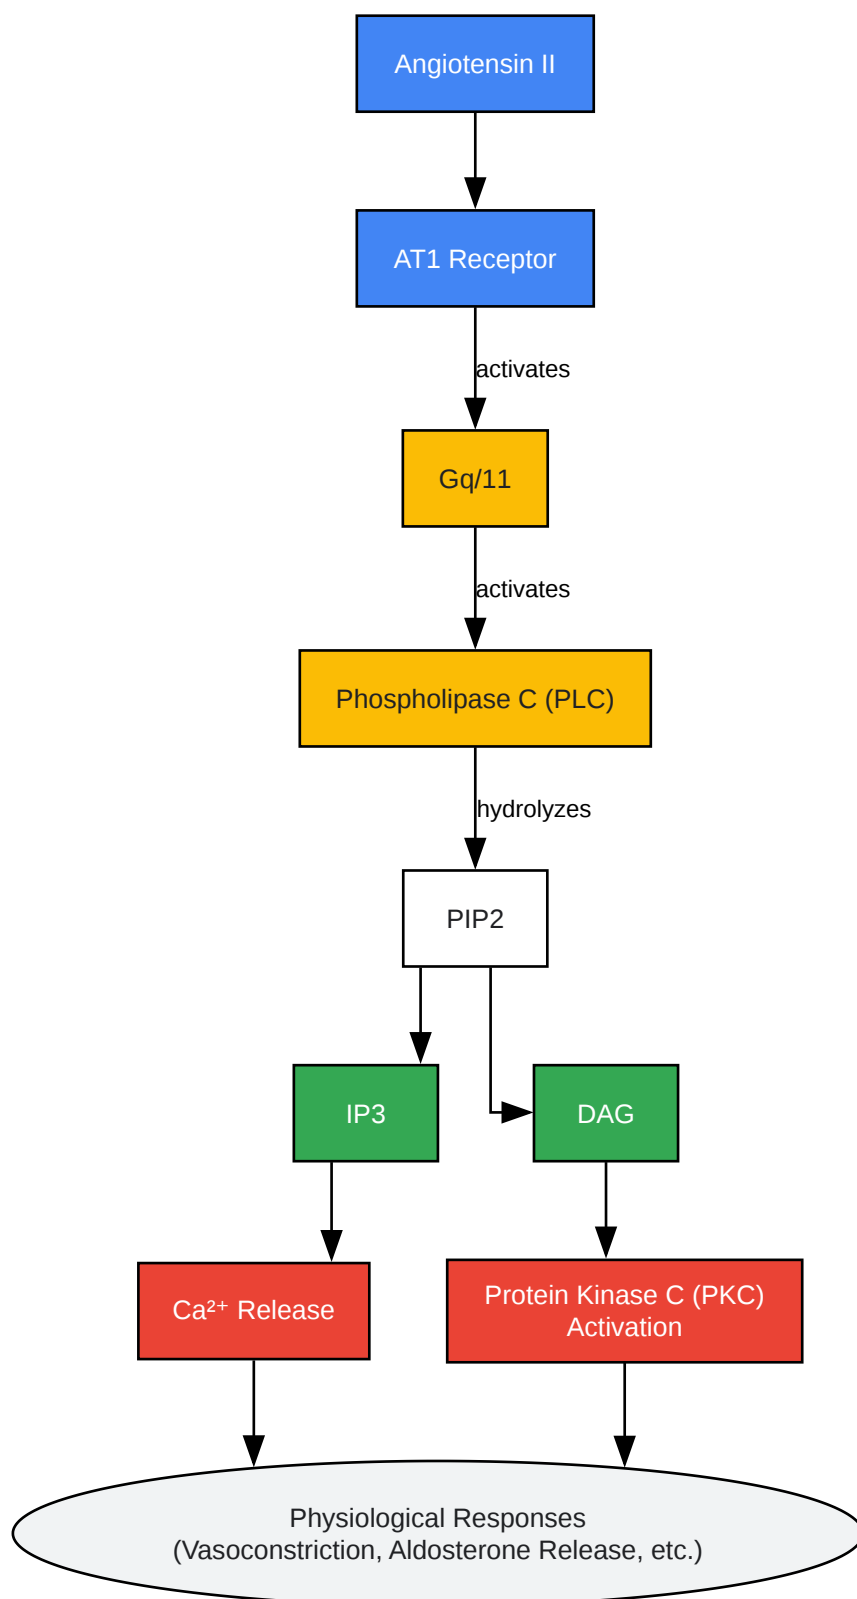 Angiotensin II
AT1 Receptor
activates
Gq/11
activates
Phospholipase C (PLC)
hydrolyzes
PIP2
IP3
DAG
Ca²⁺ Release
Protein Kinase C (PKC)
Activation
Physiological Responses
(Vasoconstriction, Aldosterone Release, etc.)